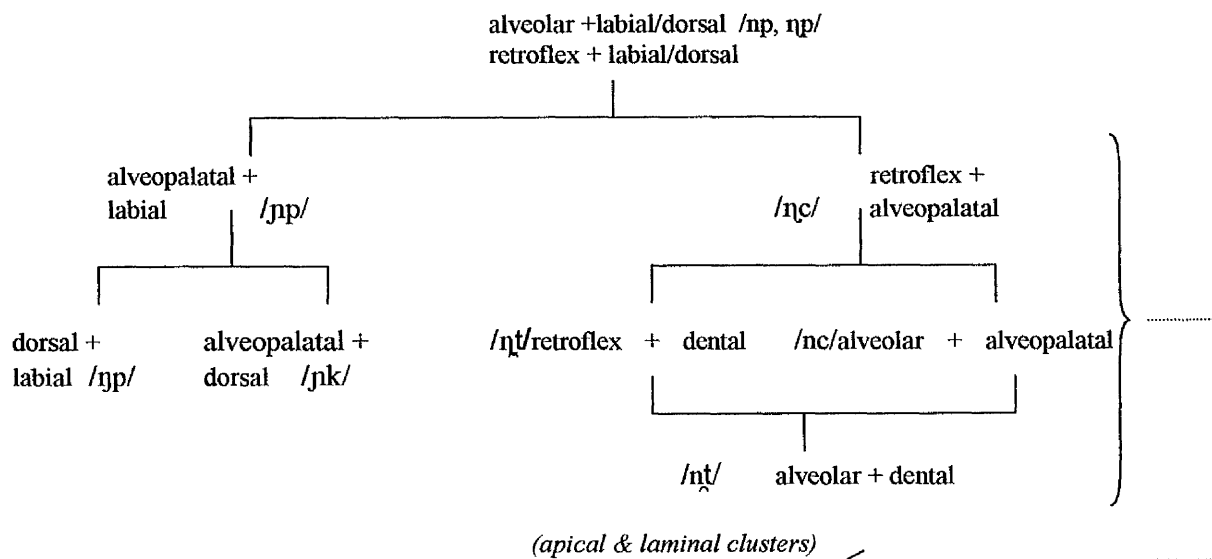 alveolar +labial/dorsal /np, ɳp/
retroflex + labial/dorsal
alveopalatal +
labial /ɲp/
/ɳc/ retroflex +
alveopalatal
dorsal +
labial /ŋp/
alveopalatal +
dorsal /ɲk/
/ɳt̪/retroflex + dental /nc/alveolar + alveopalatal
/nt̪/ alveolar + dental
(apical & laminal clusters)